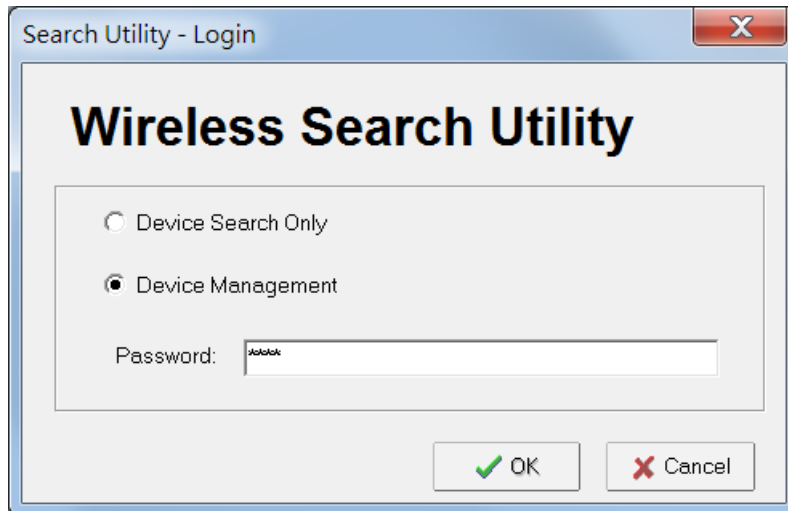 Search Utility - Login
Wireless Search Utility
Device Search Only
Device Management
Password: ****
OK
Cancel